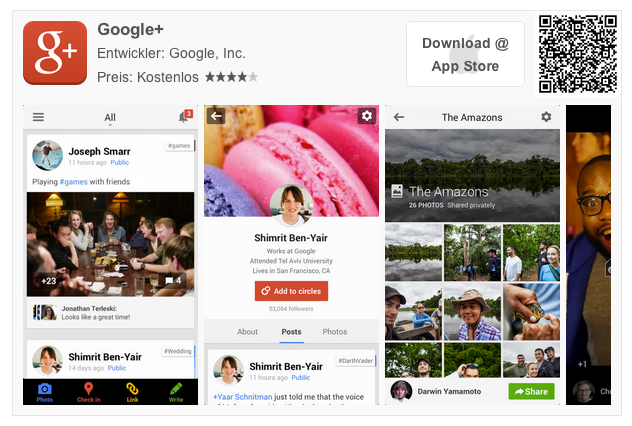 g+
Google+
Entwickler: Google, Inc.
Preis: Kostenlos
Download @
App Store
All
3
Joseph Smarr
11 hours ago Public
#games
Playing #games with friends
+23
4
Jonathan Terleski:
Looks like a great time!
Shimrit Ben-Yair
14 days ago Public
#Wedding
Photo
Check in
Link
Write
Shimrit Ben-Yair
Works at Google
Attended Tel Aviv University
Lives in San Francisco, CA
Add to circles
53,064 followers
About
Posts
Photos
Shimrit Ben-Yair
11 hours ago Public
#DarthVader
+Yaar Schnitman just told me that the voice
The Amazons
The Amazons
26 PHOTOS Shared privately
Darwin Yamamoto
Share
+1